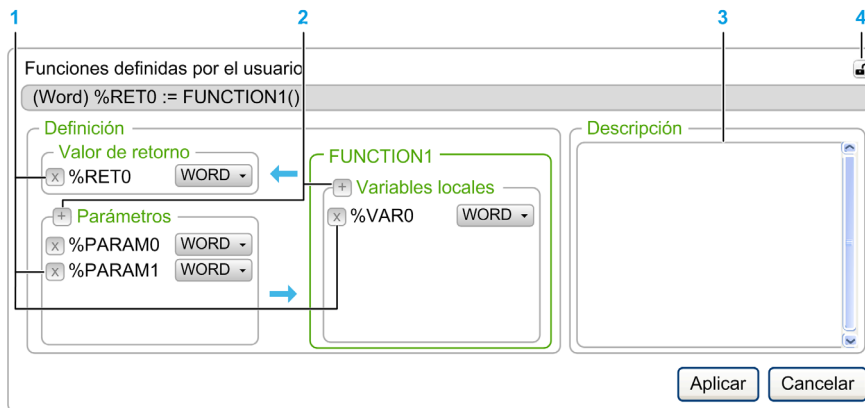 1 2 3 4
Funciones definidas por el usuario
(Word) %RET0 := FUNCTION1()
Definición
Descripción
Valor de retorno
x %RET0 WORD
FUNCTION1
+ Variables locales
x %VAR0 WORD
+ Parámetros
x %PARAM0 WORD
x %PARAM1 WORD
Aplicar Cancelar